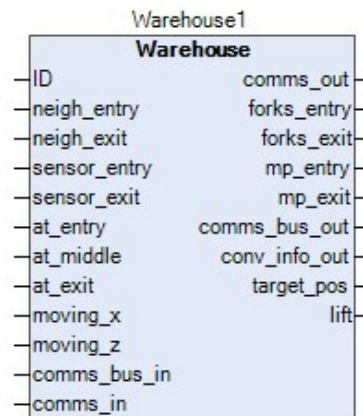 Warehouse1
Warehouse
ID comms_out
neigh_entry forks_entry
neigh_exit forks_exit
sensor_entry mp_entry
sensor_exit mp_exit
at_entry comms_bus_out
at_middle conv_info_out
at_exit target_pos
moving_x lift
moving_z
comms_bus_in
comms_in